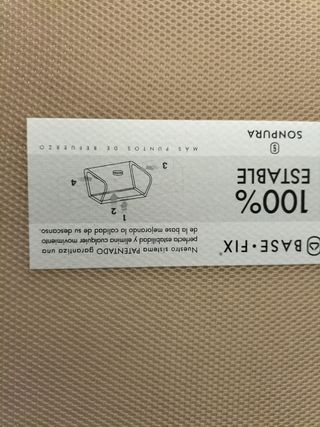 BASE•FIX®
100%
ESTABLE
SONPURA
Nuestro sistema PATENTADO garantiza una
perfecta estabilidad y elimina cualquier movimiento
de la base mejorando la calidad de su descanso.
1
2
3
4
MÁS PUNTOS DE REFUERZO